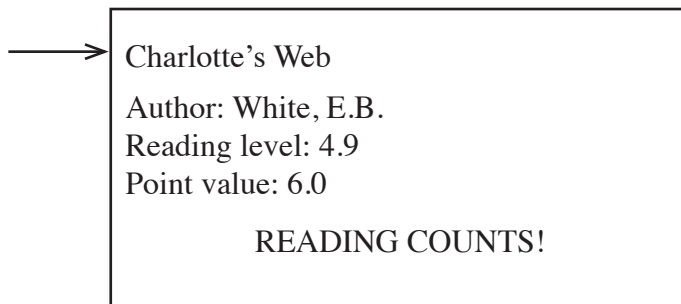 Charlotte’s Web
Author: White, E.B.
Reading level: 4.9
Point value: 6.0
READING COUNTS!